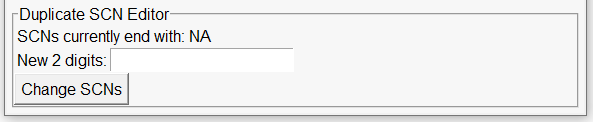 Duplicate SCN Editor
SCNs currently end with: NA
New 2 digits:
Change SCNs